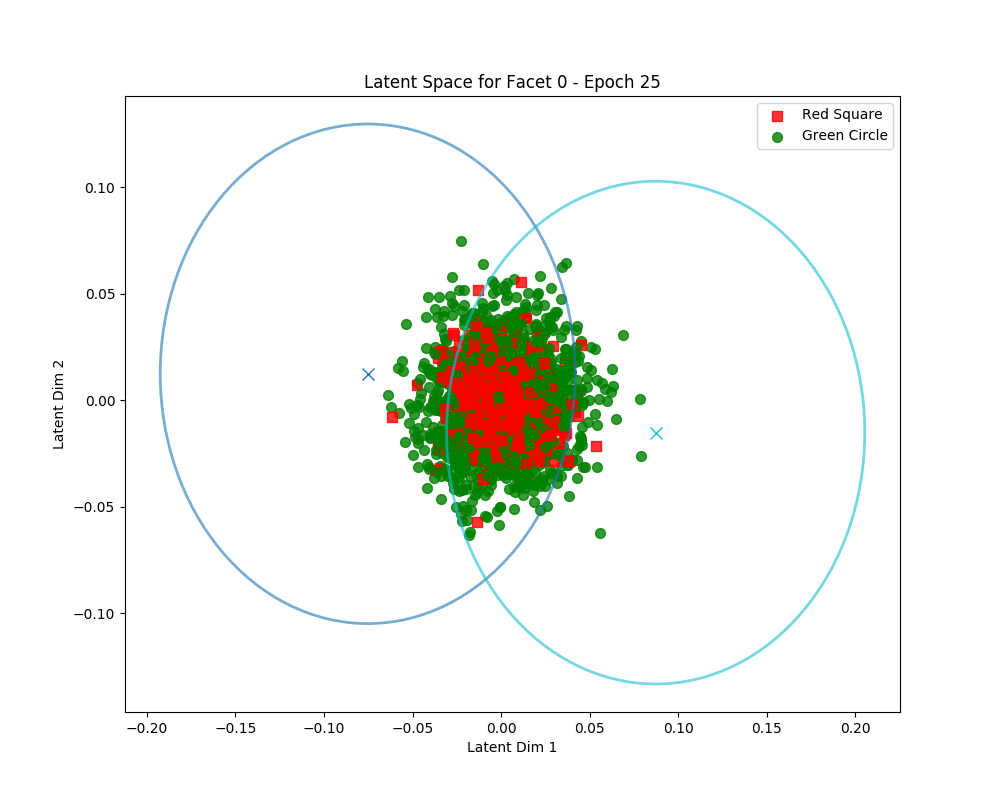 Latent Space for Facet 0 - Epoch 25
Red Square
Green Circle
0.10
0.05
0.00
−0.05
−0.10
Latent Dim 2
−0.20
−0.15
−0.10
−0.05
0.00
0.05
0.10
0.15
0.20
Latent Dim 1